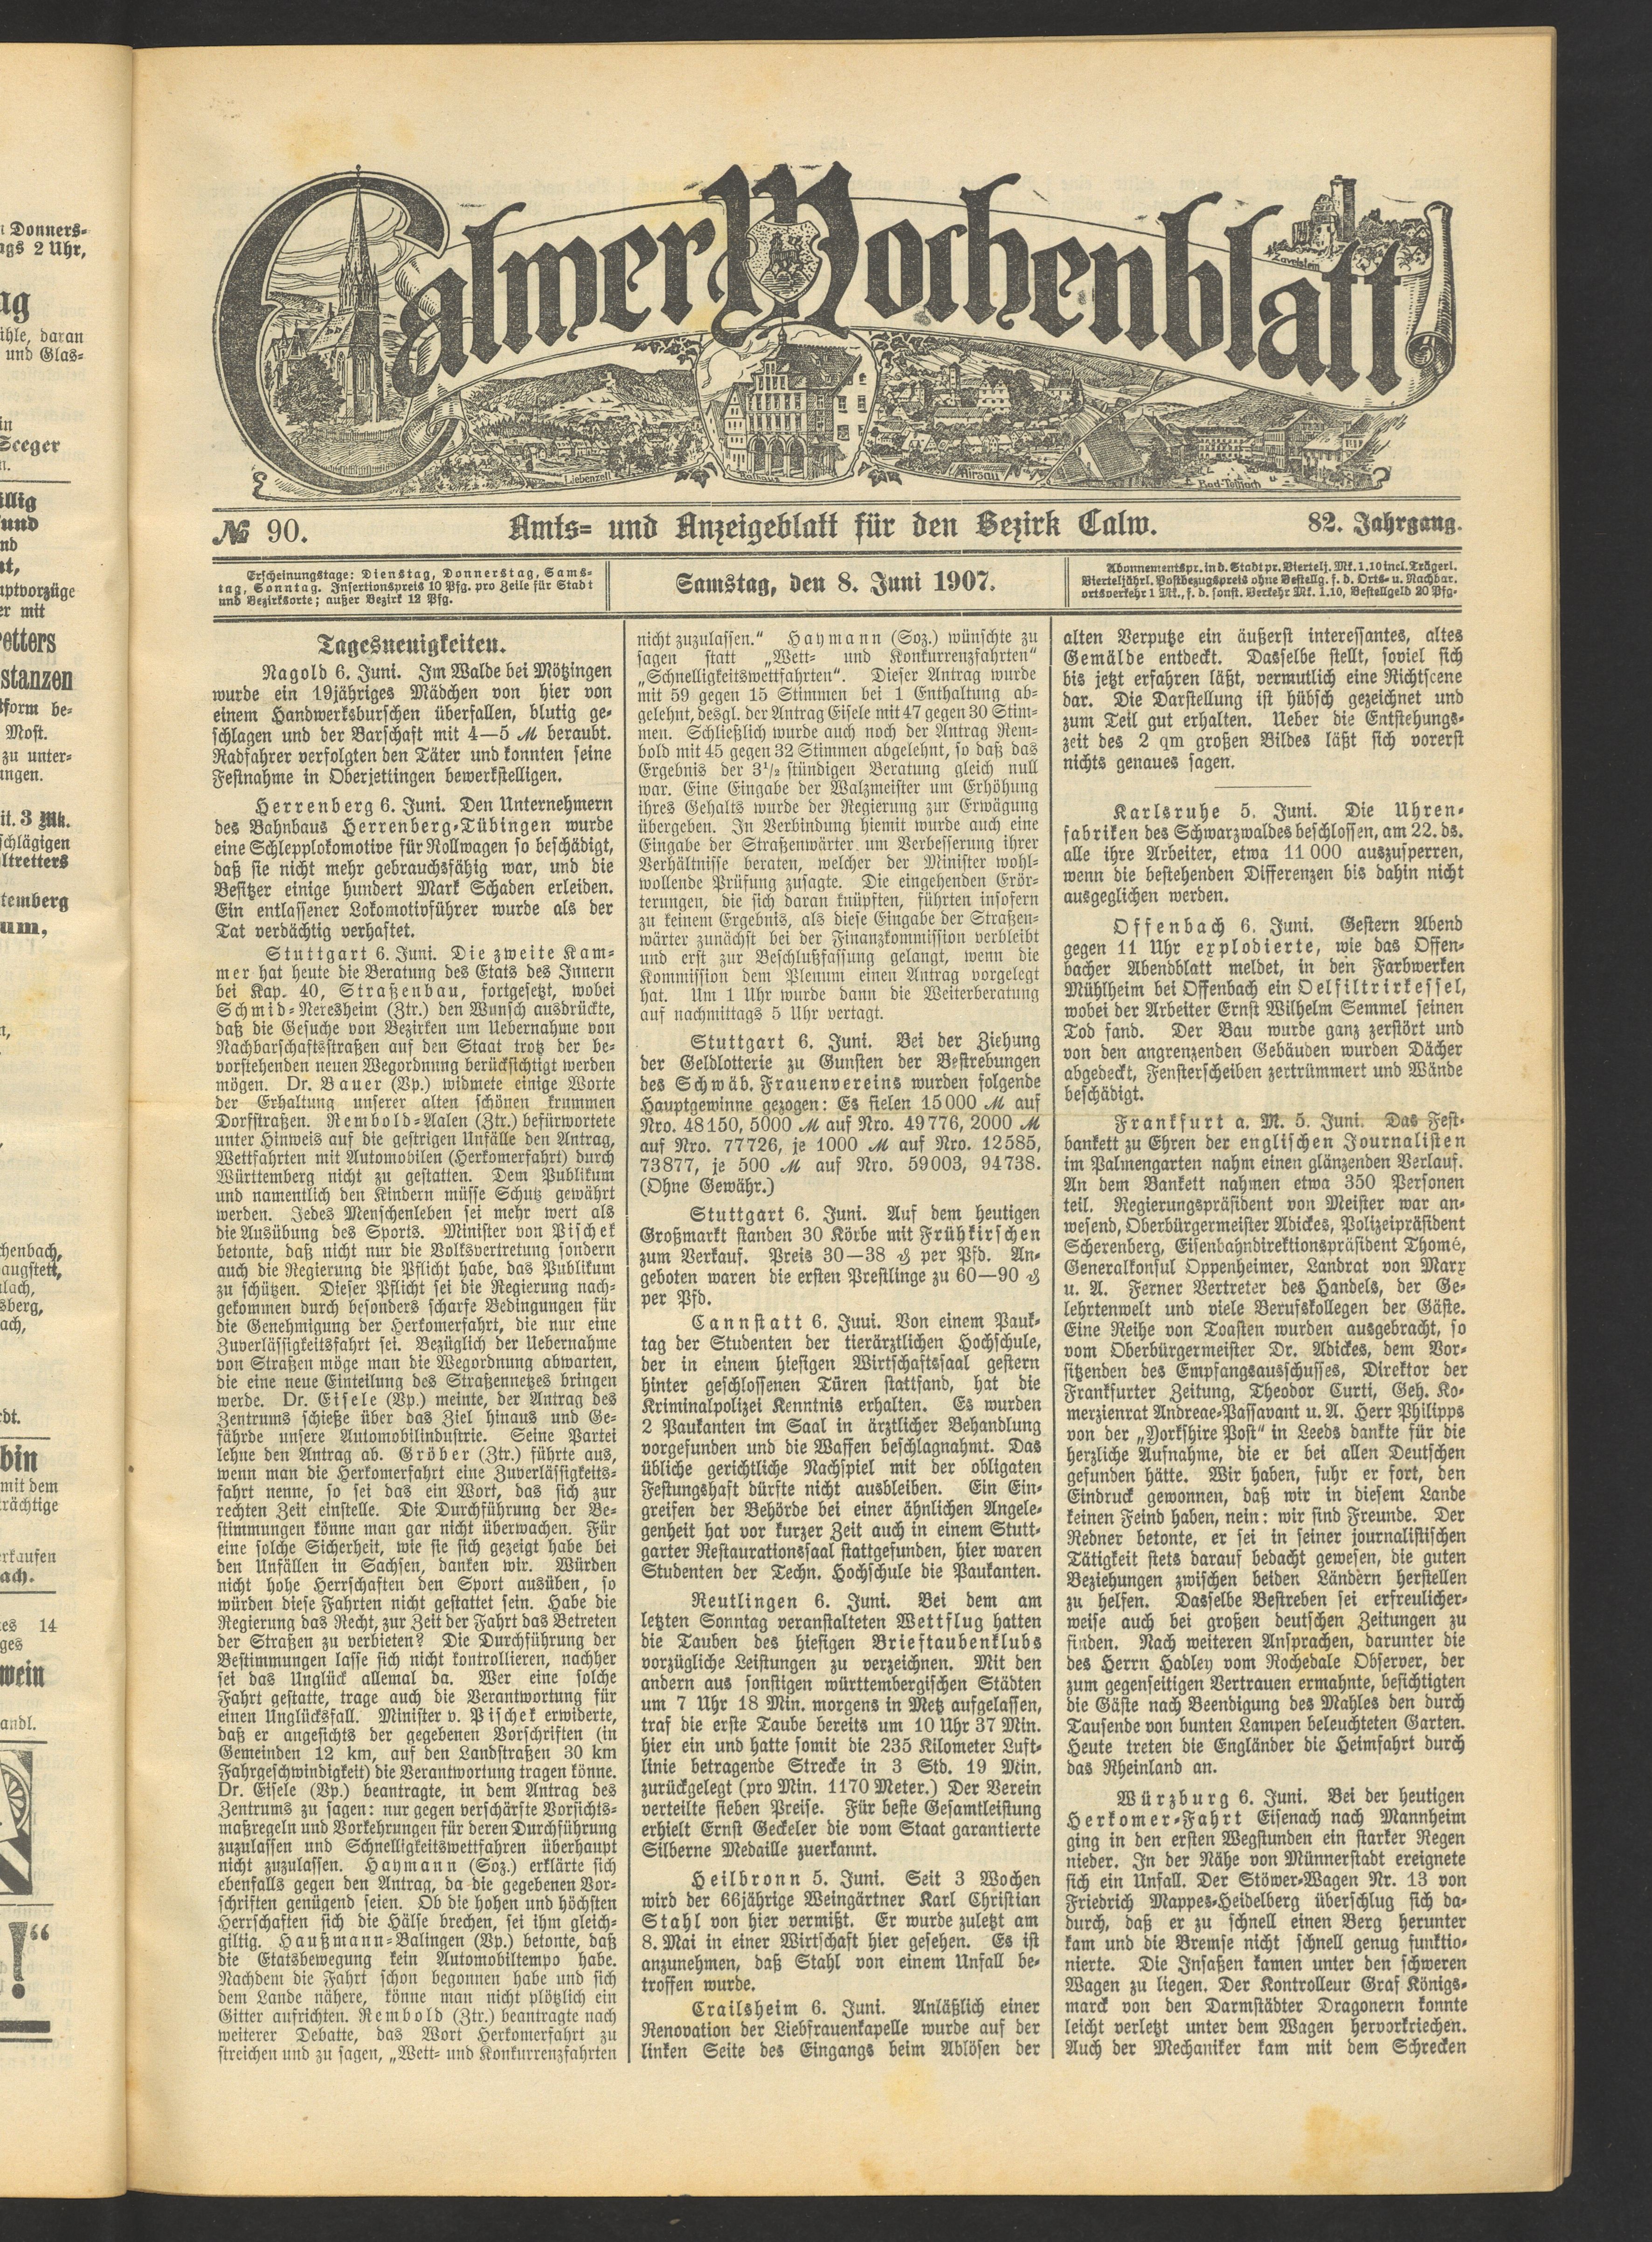 Calwer Wochenblatt
Zavelstein
Liebenzell
Rathaus
Hirsau
Bad-Teinach
№ 90.
Amts- und Anzeigeblatt für den Bezirk Calw.
82. Jahrgang.
Erscheinungstage: Dienstag, Donnerstag, Sams-
tag, Sonntag. Insertionspreis 10 Pfg. pro Zeile für Stadt
und Bezirksorte; außer Bezirk 12 Pfg.
Samstag, den 8. Juni 1907.
Abonnementspr. in d. Stadt pr. Viertelj. Mk. 1.10 incl. Trägerl.
Vierteljährl. Postbezugspreis ohne Bestellg. f. d. Orts- u. Nachbar-
ortsverkehr 1 Mk., f. d. sonst. Verkehr Mk. 1.10, Bestellgeld 20 Pfg.
Tagesneuigkeiten.
Nagold 6. Juni. Im Walde bei Mötzingen
wurde ein 19jähriges Mädchen von hier von
einem Handwerksburschen überfallen, blutig ge-
schlagen und der Barschaft mit 4—5 ℳ beraubt.
Radfahrer verfolgten den Täter und konnten seine
Festnahme in Oberjettingen bewerkstelligen.
Herrenberg 6. Juni. Den Unternehmern
des Bahnbaus Herrenberg-Tübingen wurde
eine Schlepplokomotive für Rollwagen so beschädigt,
daß sie nicht mehr gebrauchsfähig war, und die
Besitzer einige hundert Mark Schaden erleiden.
Ein entlassener Lokomotivführer wurde als der
Tat verdächtig verhaftet.
Stuttgart 6. Juni. Die zweite Kam-
mer hat heute die Beratung des Etats des Innern
bei Kap. 40, Straßenbau, fortgesetzt, wobei
Schmid-Neresheim (Ztr.) den Wunsch ausdrückte,
daß die Gesuche von Bezirken um Uebernahme von
Nachbarschaftsstraßen auf den Staat trotz der be-
vorstehenden neuen Wegordnung berücksichtigt werden
mögen. Dr. Bauer (Vp.) widmete einige Worte
der Erhaltung unserer alten schönen krummen
Dorfstraßen. Rembold-Aalen (Ztr.) befürwortete
unter Hinweis auf die gestrigen Unfälle den Antrag,
Wettfahrten mit Automobilen (Herkomerfahrt) durch
Württemberg nicht zu gestatten. Dem Publikum
und namentlich den Kindern müsse Schutz gewährt
werden. Jedes Menschenleben sei mehr wert als
die Ausübung des Sports. Minister von Pischek
betonte, daß nicht nur die Volksvertretung sondern
auch die Regierung die Pflicht habe, das Publikum
zu schützen. Dieser Pflicht sei die Regierung nach-
gekommen durch besonders scharfe Bedingungen für
die Genehmigung der Herkomerfahrt, die nur eine
Zuverlässigkeitsfahrt sei. Bezüglich der Uebernahme
von Straßen möge man die Wegordnung abwarten,
die eine neue Einteilung des Straßennetzes bringen
werde. Dr. Eisele (Vp.) meinte, der Antrag des
Zentrums schieße über das Ziel hinaus und Ge-
fährde unsere Automobilindustrie. Seine Partei
lehne den Antrag ab. Gröber (Ztr.) führte aus,
wenn man die Herkomerfahrt eine Zuverlässigkeits-
fahrt nenne, so sei das ein Wort, das sich zur
rechten Zeit einstelle. Die Durchführung der Be-
stimmungen könne man gar nicht überwachen. Für
eine solche Sicherheit, wie sie sich gezeigt habe bei
den Unfällen in Sachsen, danken wir. Würden
nicht hohe Herrschaften den Sport ausüben, so
würden diese Fahrten nicht gestattet sein. Habe die
Regierung das Recht, zur Zeit der Fahrt das Betreten
der Straßen zu verbieten? Die Durchführung der
Bestimmungen lasse sich nicht kontrollieren, nachher
sei das Unglück allemal da. Wer eine solche
Fahrt gestatte, trage auch die Verantwortung für
einen Unglücksfall. Minister v. Pischek erwiderte,
daß er angesichts der gegebenen Vorschriften (in
Gemeinden 12 km, auf den Landstraßen 30 km
Fahrgeschwindigkeit) die Verantwortung tragen könne.
Dr. Eisele (Vp.) beantragte, in dem Antrag des
Zentrums zu sagen: nur gegen verschärfte Vorsichts-
maßregeln und Vorkehrungen für deren Durchführung
zuzulassen und Schnelligkeitswettfahren überhaupt
nicht zuzulassen. Haymann (Soz.) erklärte sich
ebenfalls gegen den Antrag, da die gegebenen Vor-
schriften genügend seien. Ob die hohen und höchsten
Herrschaften sich die Hälse brechen, sei ihm gleich-
giltig. Haußmann-Balingen (Vp.) betonte, daß
die Etatsbewegung kein Automobiltempo habe.
Nachdem die Fahrt schon begonnen habe und sich
dem Lande nähere, könne man nicht plötzlich ein
Gitter aufrichten. Rembold (Ztr.) beantragte nach
weiterer Debatte, das Wort Herkomerfahrt zu
streichen und zu sagen, „Wett- und Konkurrenzfahrten
nicht zuzulassen.“ Haymann (Soz.) wünschte zu
sagen statt „Wett- und Konkurrenzfahrten“
„Schnelligkeitswettfahrten“. Dieser Antrag wurde
mit 59 gegen 15 Stimmen bei 1 Enthaltung ab-
gelehnt, desgl. der Antrag Eisele mit 47 gegen 30 Stim-
men. Schließlich wurde auch noch der Antrag Rem-
bold mit 45 gegen 32 Stimmen abgelehnt, so daß das
Ergebnis der 3½ stündigen Beratung gleich null
war. Eine Eingabe der Walzmeister um Erhöhung
ihres Gehalts wurde der Regierung zur Erwägung
übergeben. In Verbindung hiemit wurde auch eine
Eingabe der Straßenwärter um Verbesserung ihrer
Verhältnisse beraten, welcher der Minister wohl-
wollende Prüfung zusagte. Die eingehenden Erör-
terungen, die sich daran knüpften, führten insofern
zu keinem Ergebnis, als diese Eingabe der Straßen-
wärter zunächst bei der Finanzkommission verbleibt
und erst zur Beschlußfassung gelangt, wenn die
Kommission dem Plenum einen Antrag vorgelegt
hat. Um 1 Uhr wurde dann die Weiterberatung
auf nachmittags 5 Uhr vertagt.
Stuttgart 6. Juni. Bei der Ziehung
der Geldlotterie zu Gunsten der Bestrebungen
des Schwäb. Frauenvereins wurden folgende
Hauptgewinne gezogen: Es fielen 15000 ℳ auf
Nro. 48150, 5000 ℳ auf Nro. 49776, 2000 ℳ
auf Nro. 77726, je 1000 ℳ auf Nro. 12585,
73877, je 500 ℳ auf Nro. 59003, 94738.
(Ohne Gewähr.)
Stuttgart 6. Juni. Auf dem heutigen
Großmarkt standen 30 Körbe mit Frühkirschen
zum Verkauf. Preis 30—38 ₰ per Pfd. An-
geboten waren die ersten Prestlinge zu 60—90 ₰
per Pfd.
Cannstatt 6. Juni. Von einem Pauk-
tag der Studenten der tierärztlichen Hochschule,
der in einem hiesigen Wirtschaftssaal gestern
hinter geschlossenen Türen stattfand, hat die
Kriminalpolizei Kenntnis erhalten. Es wurden
2 Paukanten im Saal in ärztlicher Behandlung
vorgefunden und die Waffen beschlagnahmt. Das
übliche gerichtliche Nachspiel mit der obligaten
Festungshaft dürfte nicht ausbleiben. Ein Ein-
greifen der Behörde bei einer ähnlichen Angele-
genheit hat vor kurzer Zeit auch in einem Stutt-
garter Restaurationssaal stattgefunden, hier waren
Studenten der Techn. Hochschule die Paukanten.
Reutlingen 6. Juni. Bei dem am
letzten Sonntag veranstalteten Wettflug hatten
die Tauben des hiesigen Brieftaubenklubs
vorzügliche Leistungen zu verzeichnen. Mit den
andern aus sonstigen württembergischen Städten
um 7 Uhr 18 Min. morgens in Metz aufgelassen,
traf die erste Taube bereits um 10 Uhr 37 Min.
hier ein und hatte somit die 235 Kilometer Luft-
linie betragende Strecke in 3 Std. 19 Min.
zurückgelegt (pro Min. 1170 Meter.) Der Verein
verteilte sieben Preise. Für beste Gesamtleistung
erhielt Ernst Geckeler die vom Staat garantierte
Silberne Medaille zuerkannt.
Heilbronn 5. Juni. Seit 3 Wochen
wird der 66jährige Weingärtner Karl Christian
Stahl von hier vermißt. Er wurde zuletzt am
8. Mai in einer Wirtschaft hier gesehen. Es ist
anzunehmen, daß Stahl von einem Unfall be-
troffen wurde.
Crailsheim 6. Juni. Anläßlich einer
Renovation der Liebfrauenkapelle wurde auf der
linken Seite des Eingangs beim Ablösen der
alten Verputze ein äußerst interessantes, altes
Gemälde entdeckt. Dasselbe stellt, soviel sich
bis jetzt erfahren läßt, vermutlich eine Richtscene
dar. Die Darstellung ist hübsch gezeichnet und
zum Teil gut erhalten. Ueber die Entstehungs-
zeit des 2 qm großen Bildes läßt sich vorerst
nichts genaues sagen.
Karlsruhe 5. Juni. Die Uhren-
fabriken des Schwarzwaldes beschlossen, am 22. ds.
alle ihre Arbeiter, etwa 11000 auszusperren,
wenn die bestehenden Differenzen bis dahin nicht
ausgeglichen werden.
Offenbach 6. Juni. Gestern Abend
gegen 11 Uhr explodierte, wie das Offen-
bacher Abendblatt meldet, in den Farbwerken
Mühlheim bei Offenbach ein Oelfiltrirkessel,
wobei der Arbeiter Ernst Wilhelm Semmel seinen
Tod fand. Der Bau wurde ganz zerstört und
von den angrenzenden Gebäuden wurden Dächer
abgedeckt, Fensterscheiben zertrümmert und Wände
beschädigt.
Frankfurt a. M. 5. Juni. Das Fest-
bankett zu Ehren der englischen Journalisten
im Palmengarten nahm einen glänzenden Verlauf.
An dem Bankett nahmen etwa 350 Personen
teil. Regierungspräsident von Meister war an-
wesend, Oberbürgermeister Adickes, Polizeipräsident
Scherenberg, Eisenbahndirektionspräsident Thomé,
Generalkonsul Oppenheimer, Landrat von Marx
u. A. Ferner Vertreter des Handels, der Ge-
lehrtenwelt und viele Berufskollegen der Gäste.
Eine Reihe von Toasten wurden ausgebracht, so
vom Oberbürgermeister Dr. Adickes, dem Vor-
sitzenden des Empfangsausschusses, Direktor der
Frankfurter Zeitung, Theodor Curti, Geh. Ko-
merzienrat Andreae-Passavant u. A. Herr Philipps
von der „Yorkshire Post“ in Leeds dankte für die
herzliche Aufnahme, die er bei allen Deutschen
gefunden hätte. Wir haben, fuhr er fort, den
Eindruck gewonnen, daß wir in diesem Lande
keinen Feind haben, nein: wir sind Freunde. Der
Redner betonte, er sei in seiner journalistischen
Tätigkeit stets darauf bedacht gewesen, die guten
Beziehungen zwischen beiden Ländern herstellen
zu helfen. Dasselbe Bestreben sei erfreulicher-
weise auch bei großen deutschen Zeitungen zu
finden. Nach weiteren Ansprachen, darunter die
des Herrn Hadley vom Rochedale Observer, der
zum gegenseitigen Vertrauen ermahnte, besichtigten
die Gäste nach Beendigung des Mahles den durch
Tausende von bunten Lampen beleuchteten Garten.
Heute treten die Engländer die Heimfahrt durch
das Rheinland an.
Würzburg 6. Juni. Bei der heutigen
Herkomer-Fahrt Eisenach nach Mannheim
ging in den ersten Wegstunden ein starker Regen
nieder. In der Nähe von Münnerstadt ereignete
sich ein Unfall. Der Stöwer-Wagen Nr. 13 von
Friedrich Mappes-Heidelberg überschlug sich da-
durch, daß er zu schnell einen Berg herunter
kam und die Bremse nicht schnell genug funktio-
nierte. Die Insaßen kamen unter den schweren
Wagen zu liegen. Der Kontrolleur Graf Königs-
marck von den Darmstädter Dragonern konnte
leicht verletzt unter dem Wagen hervorkriechen.
Auch der Mechaniker kam mit dem Schrecken